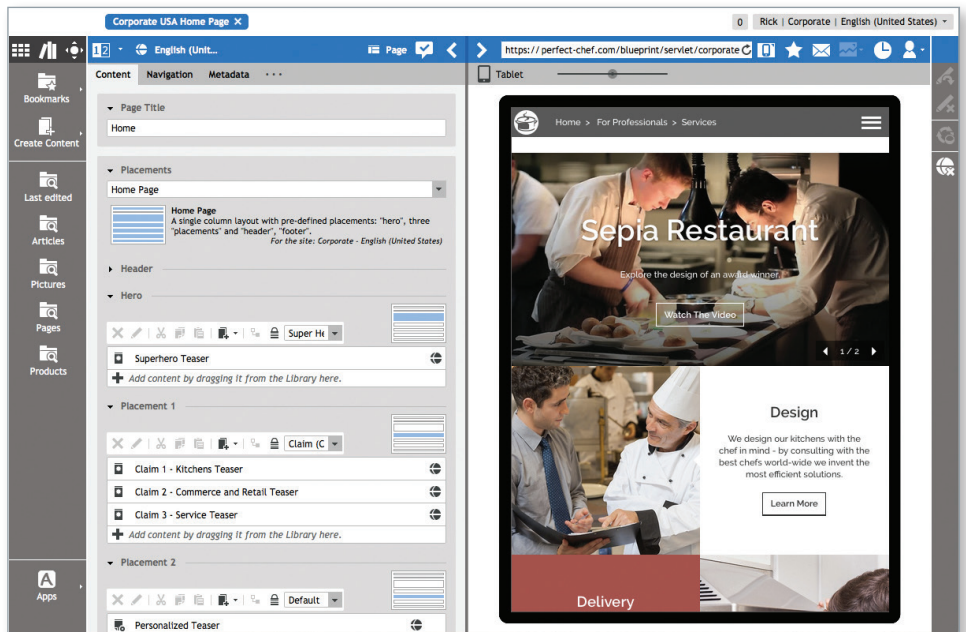 Corporate USA Home Page ×
0 Rick | Corporate | English (United States)
12 English (Unit... Page
https://perfect-chef.com/blueprint/servlet/corporate
Content Navigation Metadata ...
Tablet
Bookmarks
Create Content
Last edited
Articles
Pictures
Pages
Products
A
Apps
Page Title
Home
Placements
Home Page
Home Page
A single column layout with pre-defined placements: "hero", three
"placements" and "header", "footer".
For the site: Corporate - English (United States)
Header
Hero
Super He
Superhero Teaser
Add content by dragging it from the Library here.
Placement 1
Claim (C
Claim 1 - Kitchens Teaser
Claim 2 - Commerce and Retail Teaser
Claim 3 - Service Teaser
Add content by dragging it from the Library here.
Placement 2
Default
Personalized Teaser
Home > For Professionals > Services
Sepia Restaurant
Explore the design of an award winner.
Watch The Video
1 / 2
Design
We design our kitchens with the
chef in mind - by consulting with the
best chefs world-wide we invent the
most efficient solutions.
Learn More
Delivery